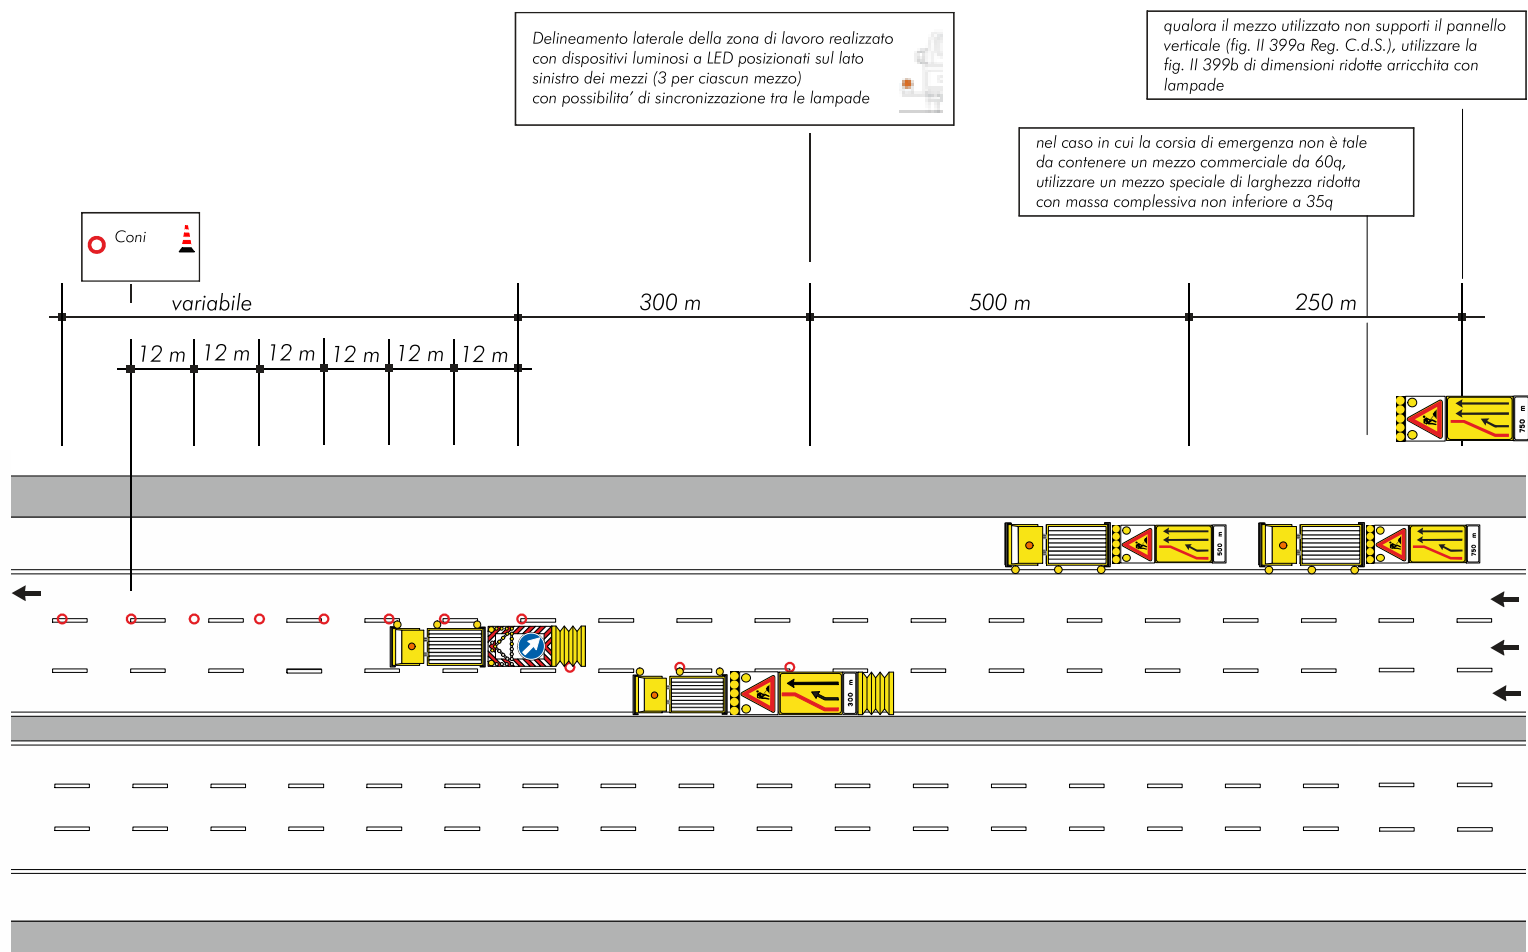 Delineamento laterale della zona di lavoro realizzato
con dispositivi luminosi a LED posizionati sul lato
sinistro dei mezzi (3 per ciascun mezzo)
con possibilita' di sincronizzazione tra le lampade
qualora il mezzo utilizzato non supporti il pannello
verticale (fig. II 399a Reg. C.d.S.), utilizzare la
fig. II 399b di dimensioni ridotte arricchita con
lampade
nel caso in cui la corsia di emergenza non è tale
da contenere un mezzo commerciale da 60q,
utilizzare un mezzo speciale di larghezza ridotta
con massa complessiva non inferiore a 35q
Coni
variabile
300 m
500 m
250 m
12 m
12 m
12 m
12 m
12 m
12 m
750 m
500 m
750 m
300 m